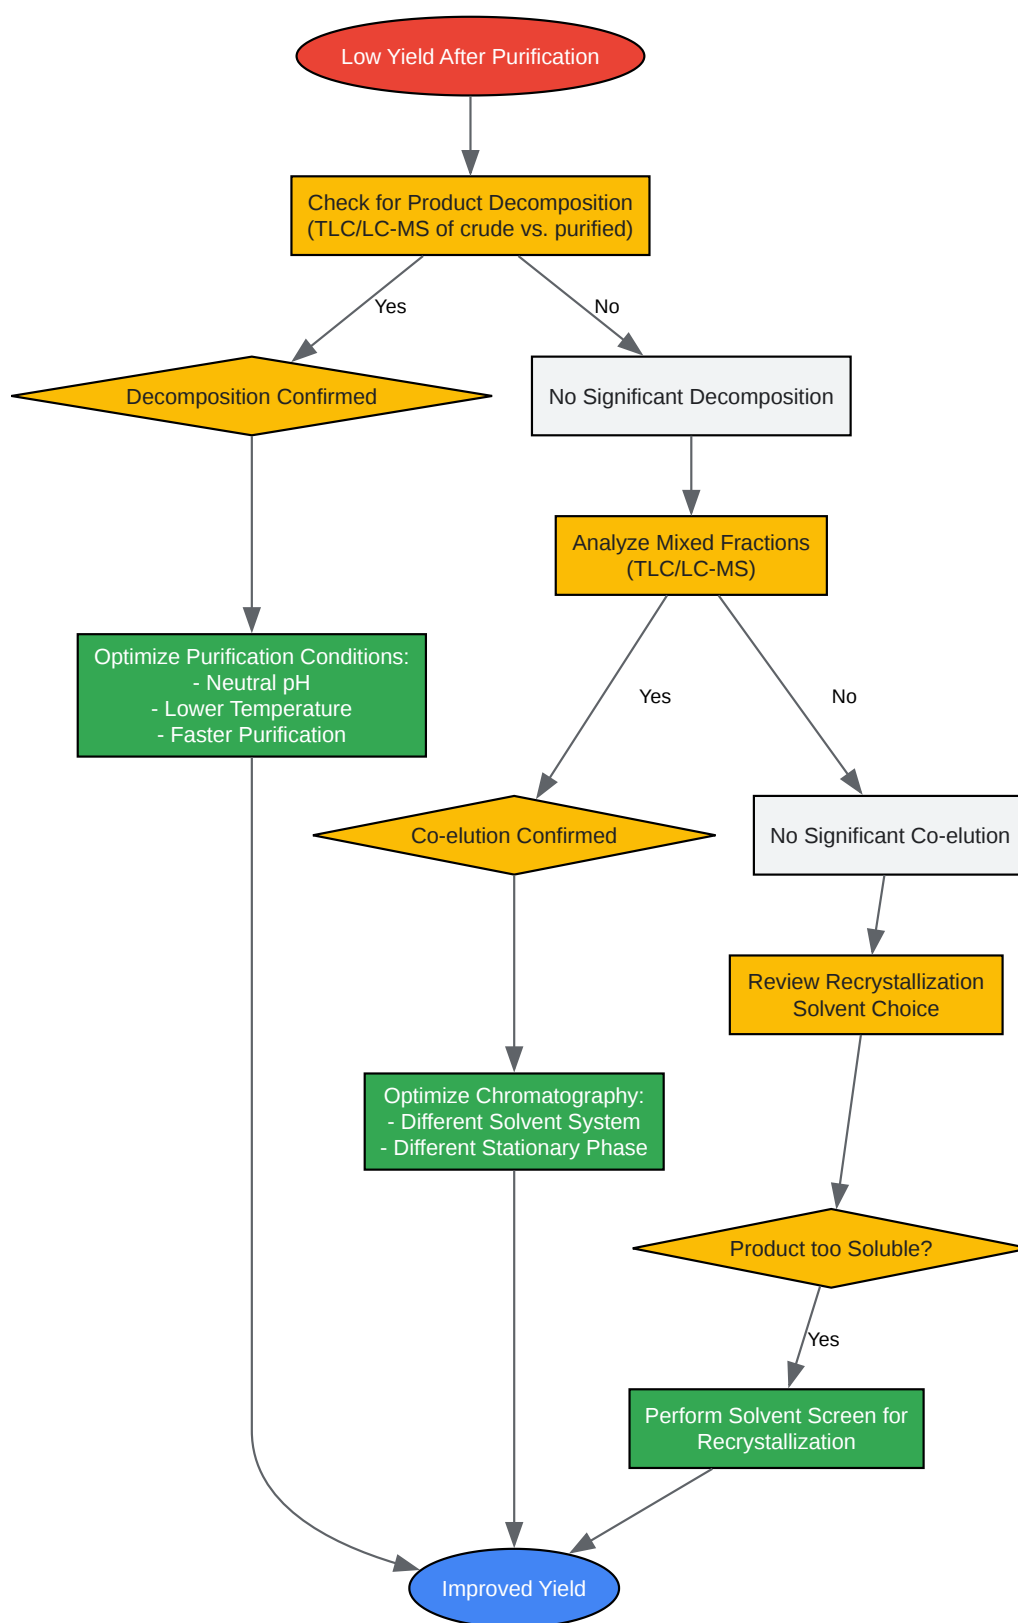 Low Yield After Purification
Check for Product Decomposition
(TLC/LC-MS of crude vs. purified)
Yes
No
Decomposition Confirmed
No Significant Decomposition
Analyze Mixed Fractions
(TLC/LC-MS)
Optimize Purification Conditions:
- Neutral pH
- Lower Temperature
- Faster Purification
Yes
No
Co-elution Confirmed
No Significant Co-elution
Review Recrystallization
Solvent Choice
Optimize Chromatography:
- Different Solvent System
- Different Stationary Phase
Product too Soluble?
Yes
Perform Solvent Screen for
Recrystallization
Improved Yield